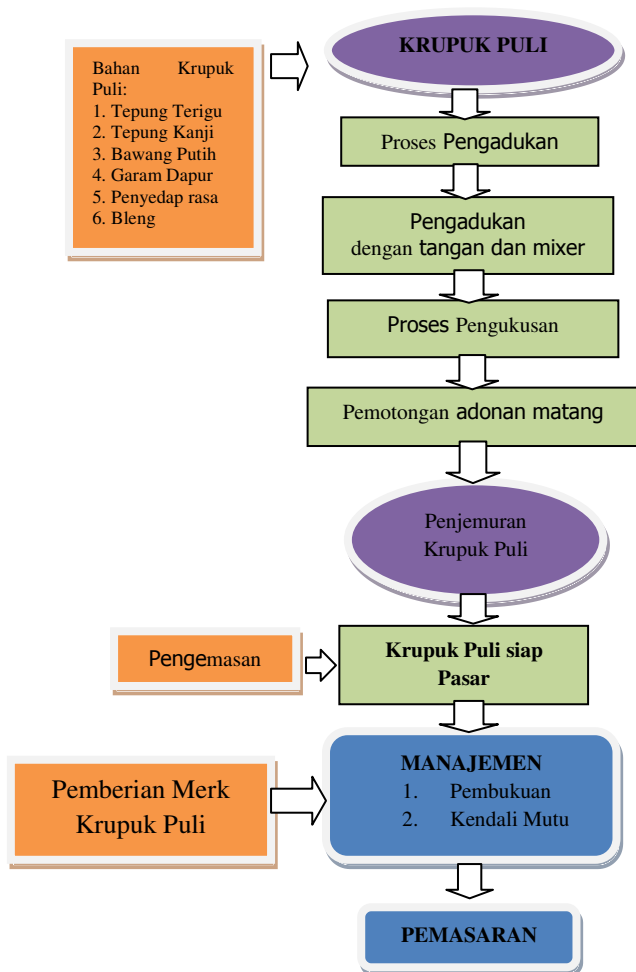 KRUPUK PULI
Bahan Krupuk
Puli:
1. Tepung Terigu
2. Tepung Kanji
3. Bawang Putih
4. Garam Dapur
5. Penyedap rasa
6. Bleng
Proses Pengadukan
Pengadukan
dengan tangan dan mixer
Proses Pengukusan
Pemotongan adonan matang
Penjemuran
Krupuk Puli
Pengemasan
Krupuk Puli siap
Pasar
Pemberian Merk
Krupuk Puli
MANAJEMEN
1. Pembukuan
2. Kendali Mutu
PEMASARAN